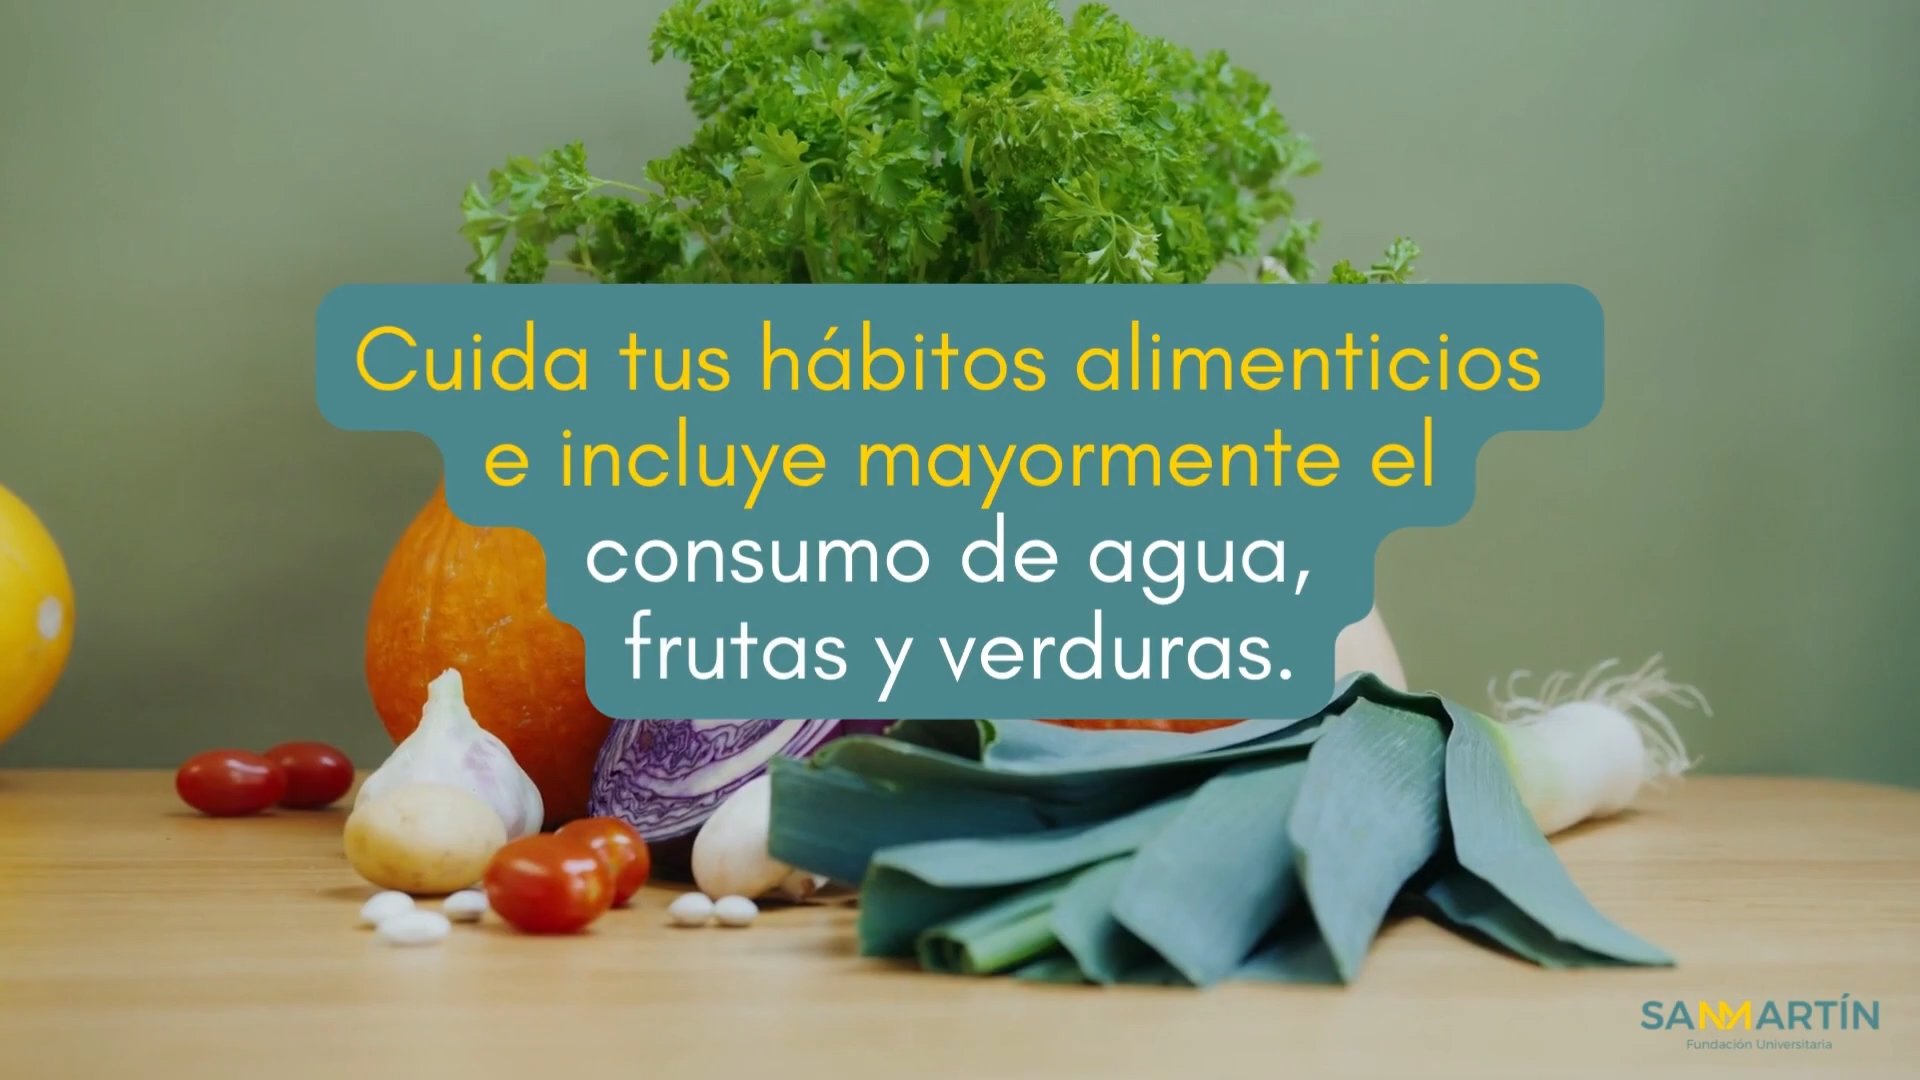 Cuida tus hábitos alimenticios
e incluye mayormente el
consumo de agua,
frutas y verduras.
SANMARTÍN
Fundación Universitaria